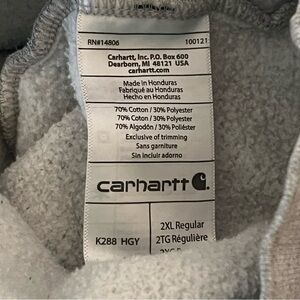 RN#14806 100121
Carhartt, Inc. P.O. Box 600
Dearborn, MI 48121 USA
carhartt.com
Made in Honduras
Fabriqué au Honduras
Hecho en Honduras
70% Cotton / 30% Polyester
70% Coton / 30% Polyester
70% Algodón / 30% Poliéster
Exclusive of trimming
Sans garniture
Sin incluir adorno
carhartt
K288 HGY
2XL Regular
2TG Régulière